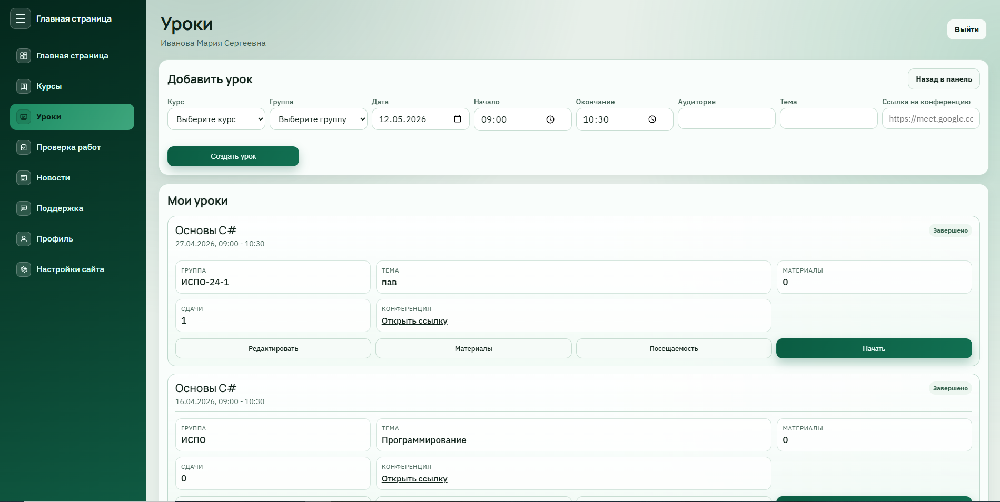 Главная страница
Главная страница
Курсы
Уроки
Проверка работ
Новости
Поддержка
Профиль
Настройки сайта
Уроки
Иванова Мария Сергеевна
Выйти
Добавить урок
Назад в панель
Курс
Группа
Дата
Начало
Окончание
Аудитория
Тема
Ссылка на конференцию
Выберите курс
Выберите группу
12.05.2026
09:00
10:30
https://meet.google.cc
Создать урок
Мои уроки
Основы C#
Завершено
27.04.2026, 09:00 - 10:30
ГРУППА
ИСПО-24-1
ТЕМА
пав
МАТЕРИАЛЫ
0
СДАЧИ
1
КОНФЕРЕНЦИЯ
Открыть ссылку
Редактировать
Материалы
Посещаемость
Начать
Основы C#
Завершено
16.04.2026, 09:00 - 10:30
ГРУППА
ИСПО
ТЕМА
Программирование
МАТЕРИАЛЫ
0
СДАЧИ
0
КОНФЕРЕНЦИЯ
Открыть ссылку